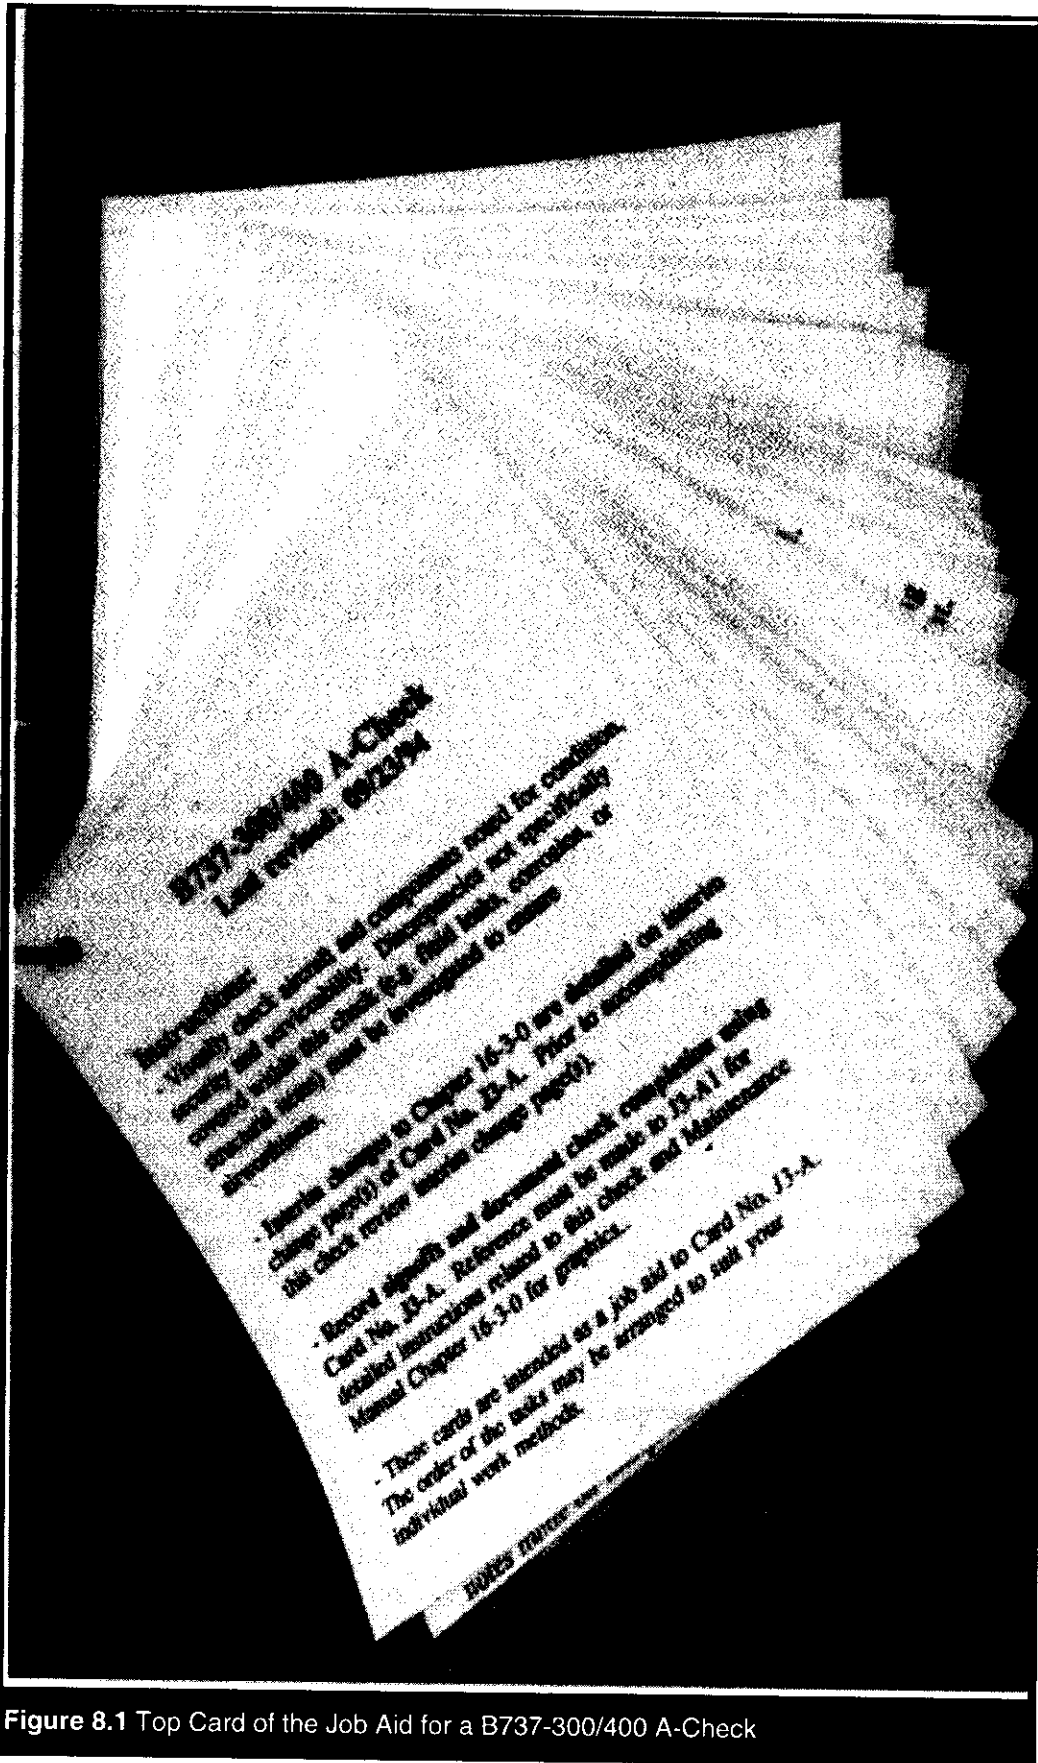 B737-300/400 A-Check
Last revised: 09/23/94
Instructions:
- Visually check aircraft and components noted for condition,
security and serviceability. Discrepancies not specifically
covered within this check (e.g. fluid leaks, corrosion, or
structural items) must be investigated to ensure
airworthiness.
- Interim changes to Chapter 16-3-0 are detailed on interim
change page(s) of Card No. J3-A. Prior to accomplishing
this check review interim change page(s).
- Record signoffs and document check completion using
Card No. J3-A. Reference must be made to J3-A1 for
detailed instructions related to this check and Maintenance
Manual Chapter 16-3-0 for graphics.
- These cards are intended as a job aid to Card No. J3-A.
The order of the tasks may be arranged to suit your
individual work methods.
notes
Figure 8.1 Top Card of the Job Aid for a B737-300/400 A-Check